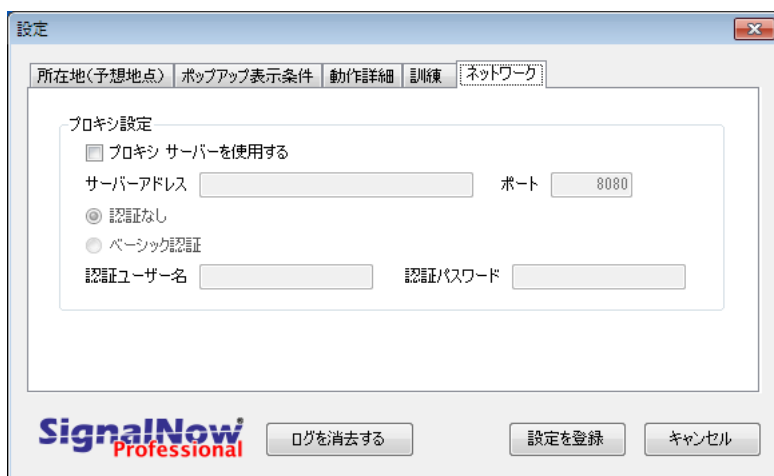 設定
所在地(予想地点) ポップアップ表示条件 動作詳細 訓練 ネットワーク
プロキシ設定
プロキシ サーバーを使用する
サーバーアドレス ポート 8080
認証なし
ベーシック認証
認証ユーザー名 認証パスワード
SignalNow®
Professional
ログを消去する 設定を登録 キャンセル